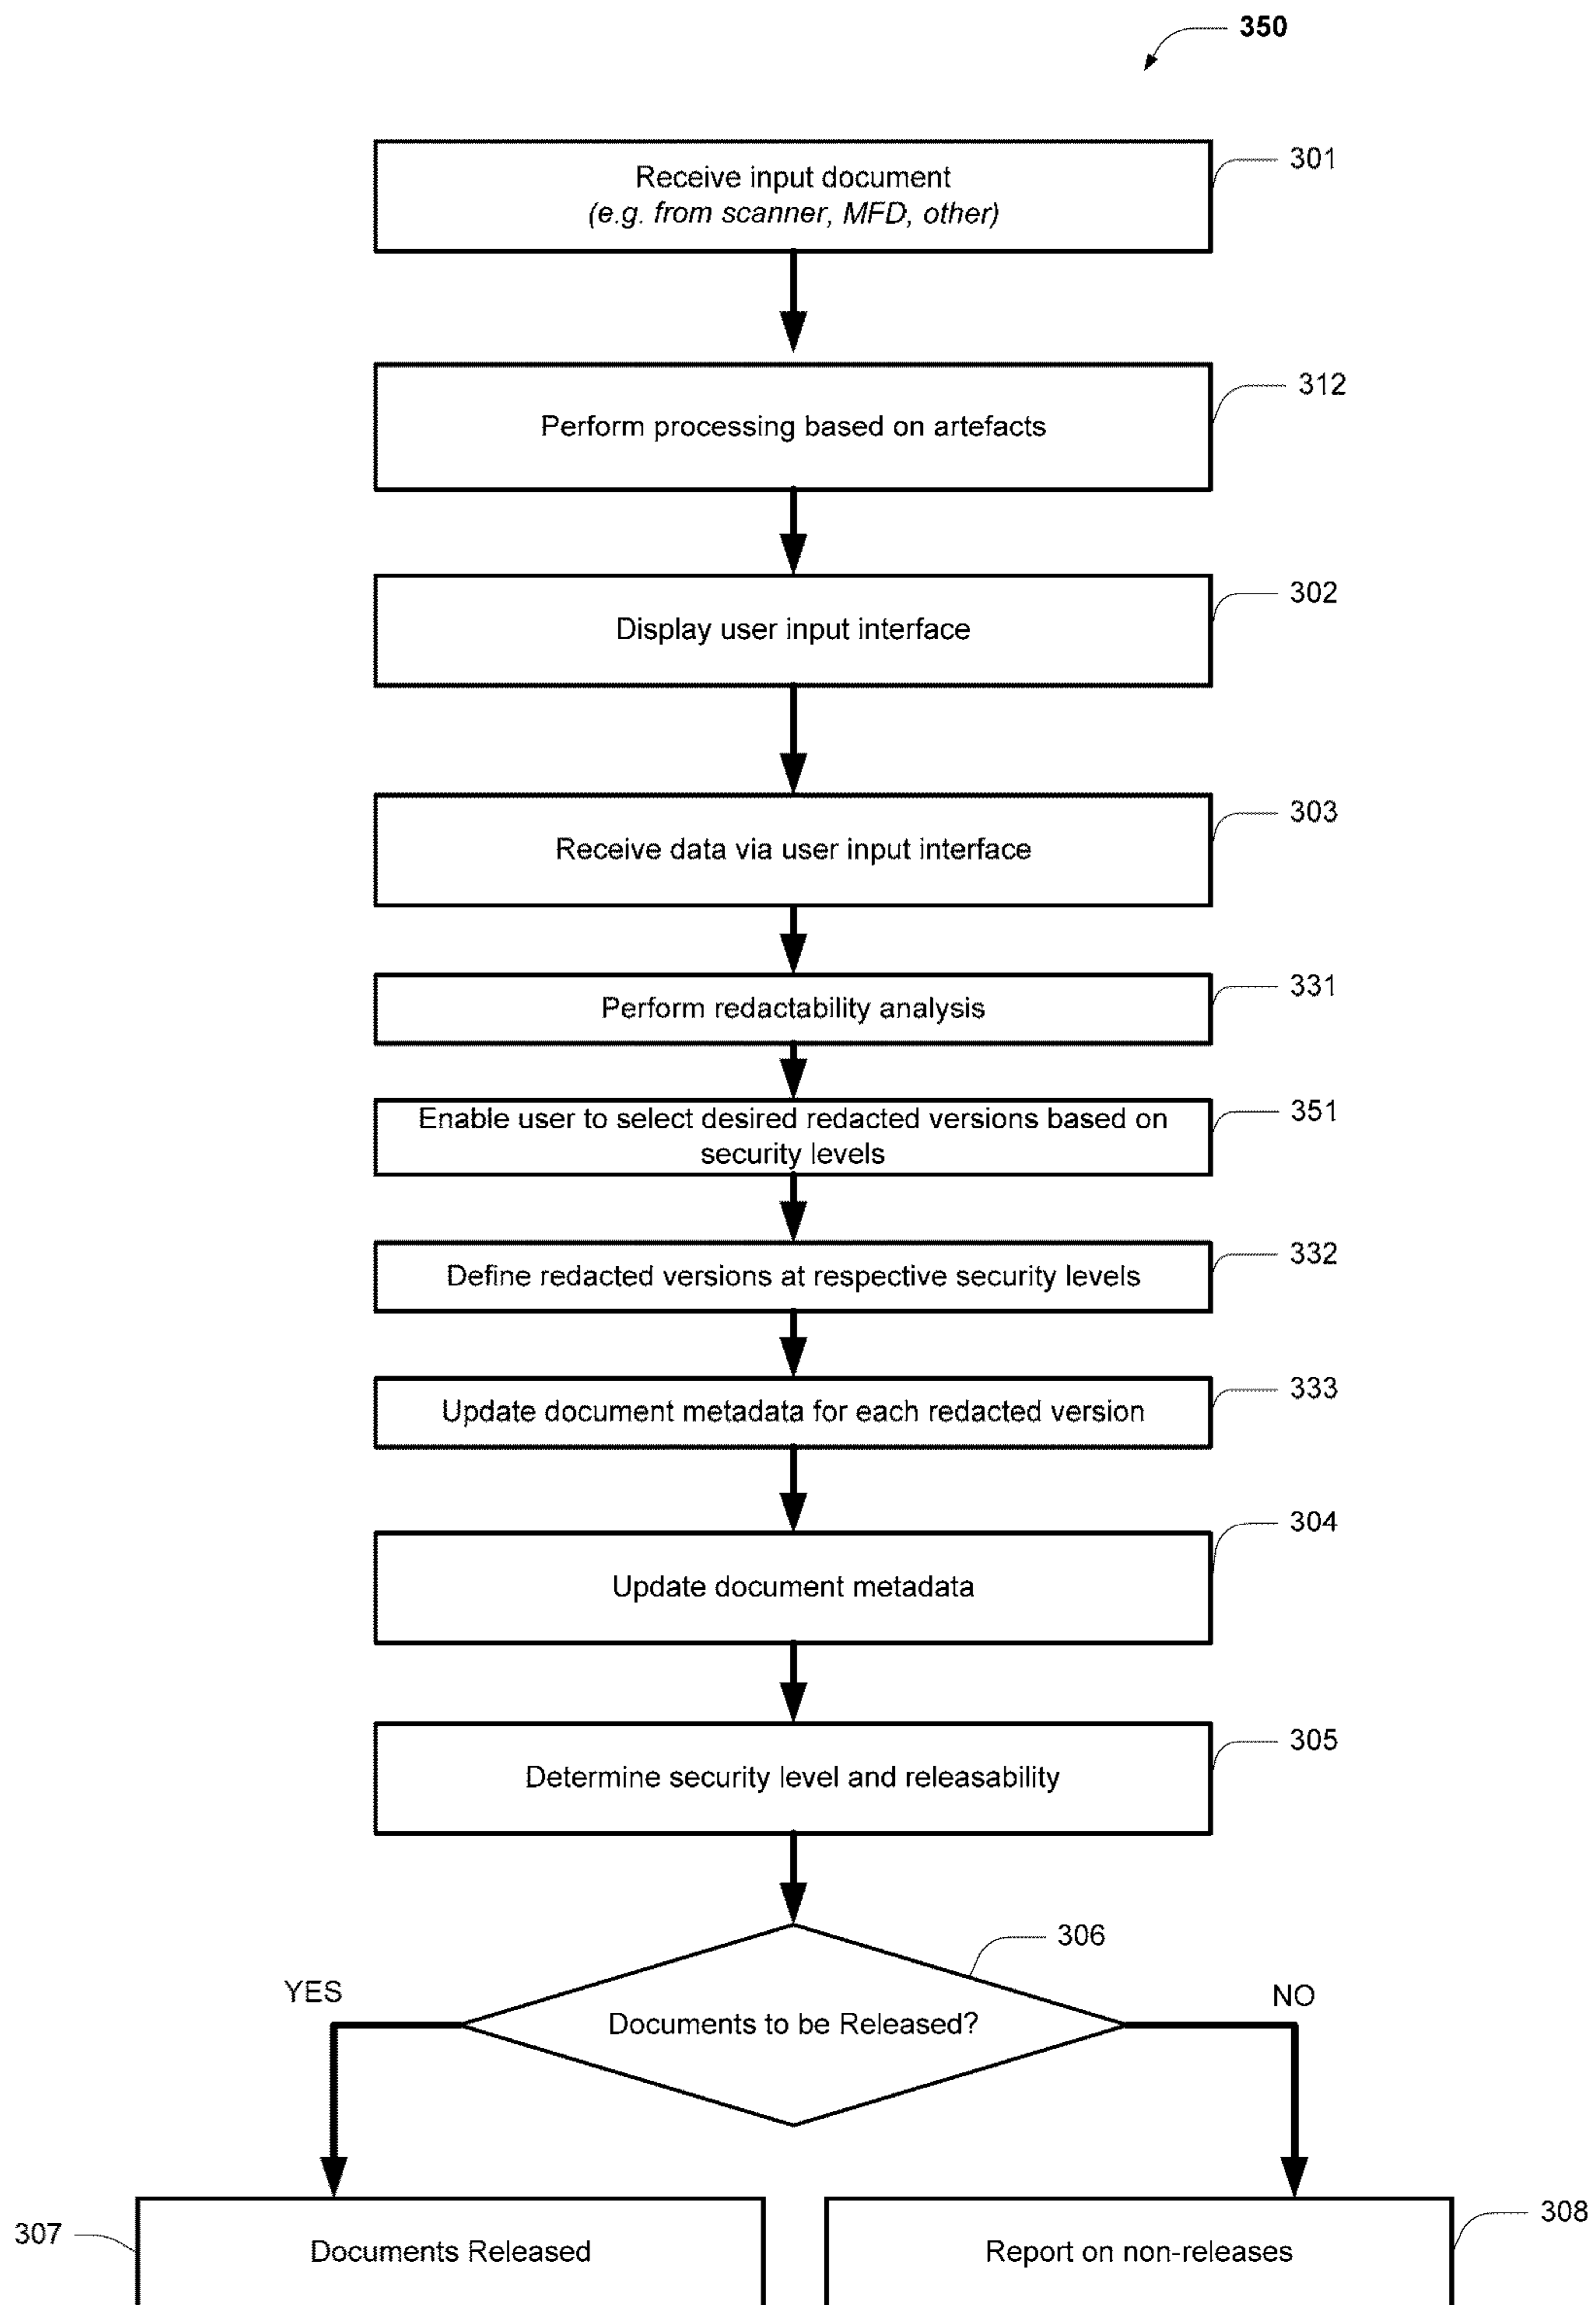 350
Receive input document
(e.g. from scanner, MFD, other)
301
Perform processing based on artefacts
312
Display user input interface
302
Receive data via user input interface
303
Perform redactability analysis
331
Enable user to select desired redacted versions based on
security levels
351
Define redacted versions at respective security levels
332
Update document metadata for each redacted version
333
Update document metadata
304
Determine security level and releasability
305
306
YES
Documents to be Released?
NO
307
Documents Released
Report on non-releases
308